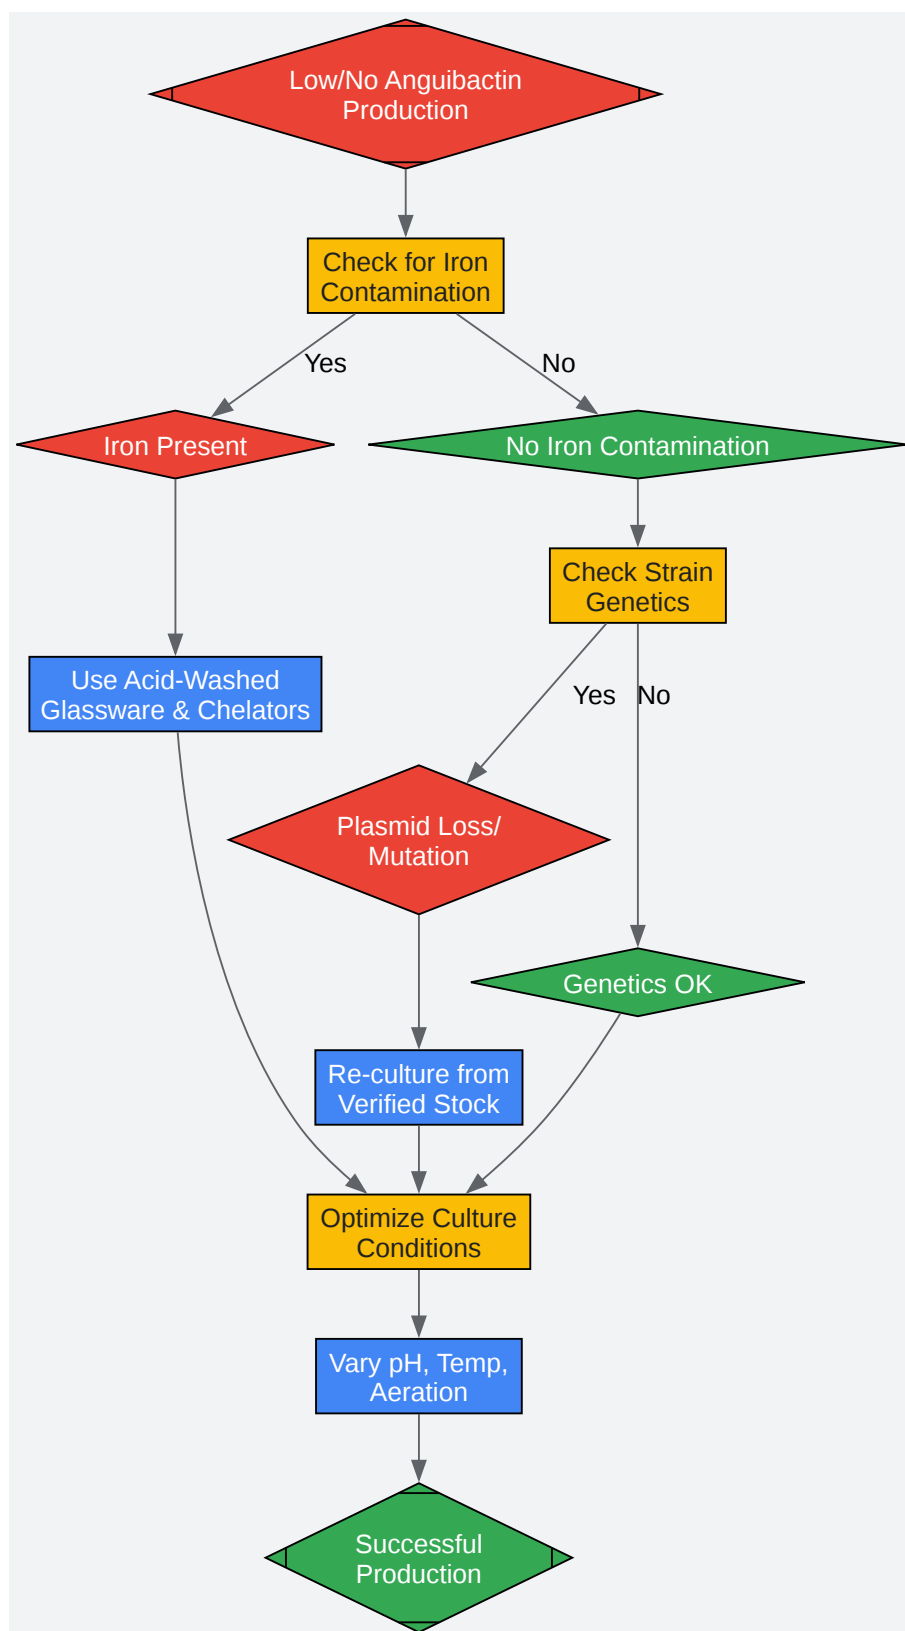 Low/No Anguibactin
Production
Check for Iron
Contamination
Yes
No
Iron Present
No Iron Contamination
Check Strain
Genetics
Use Acid-Washed
Glassware & Chelators
Yes
No
Plasmid Loss/
Mutation
Genetics OK
Re-culture from
Verified Stock
Optimize Culture
Conditions
Vary pH, Temp,
Aeration
Successful
Production